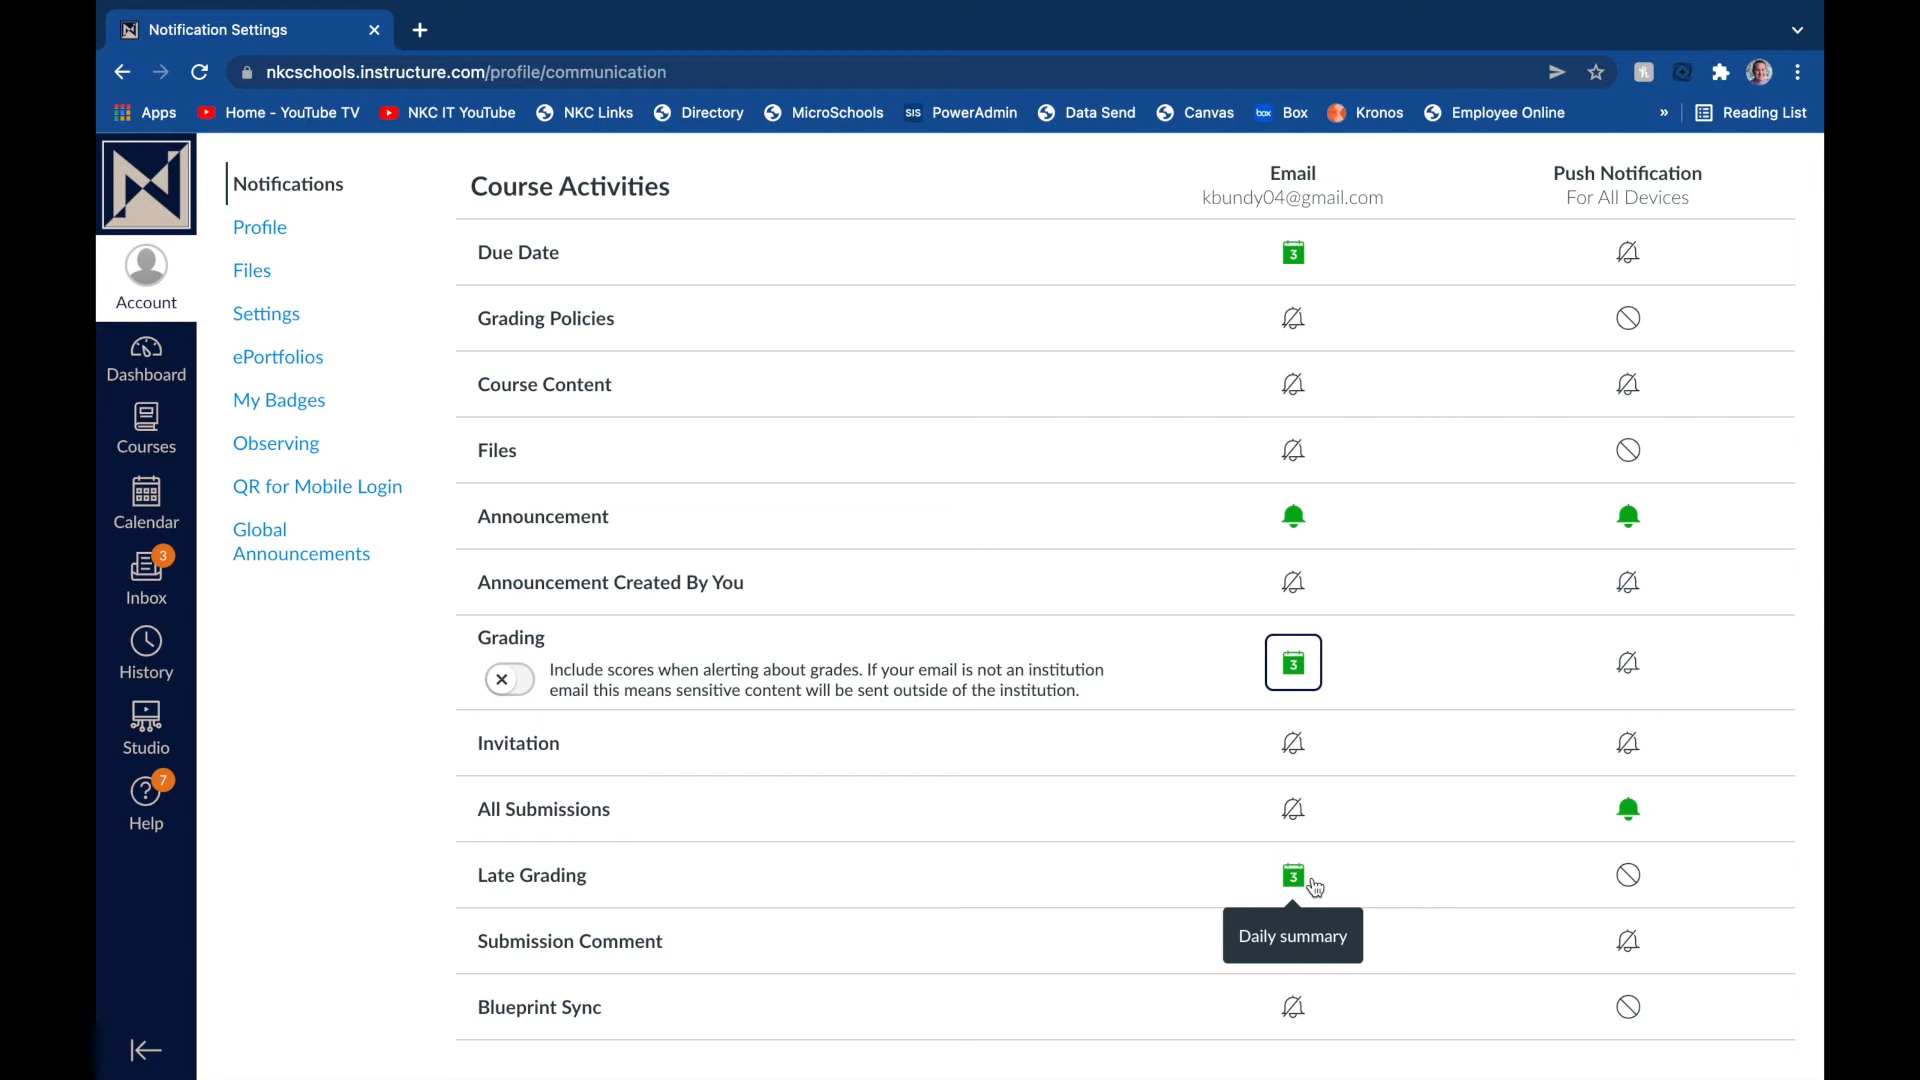 Notification Settings
nkcschools.instructure.com/profile/communication
Apps Home - YouTube TV NKC IT YouTube NKC Links Directory MicroSchools SIS PowerAdmin Data Send Canvas box Box Kronos Employee Online » Reading List
Account
Dashboard
Courses
Calendar
3
Inbox
History
Studio
7
Help
Notifications
Profile
Files
Settings
ePortfolios
My Badges
Observing
QR for Mobile Login
Global
Announcements
Course Activities
Email
kbundy04@gmail.com
Push Notification
For All Devices
Due Date 3
Grading Policies
Course Content
Files
Announcement
Announcement Created By You
Grading
Include scores when alerting about grades. If your email is not an institution
email this means sensitive content will be sent outside of the institution.
3
Invitation
All Submissions
Late Grading 3
Daily summary
Submission Comment
Blueprint Sync